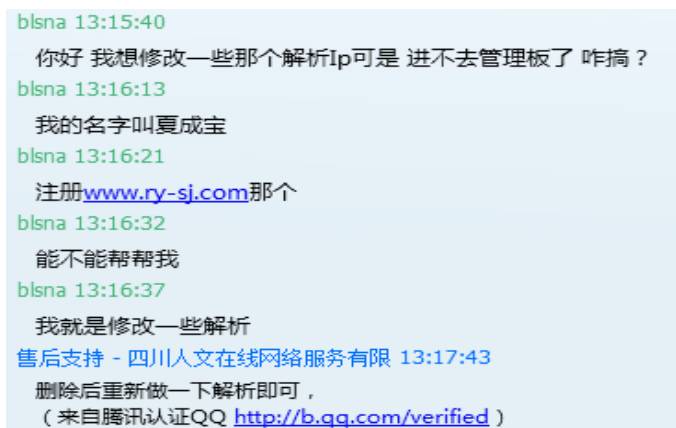 blsna 13:15:40
你好 我想修改一些那个解析Ip可是 进不去管理板了 咋搞？
blsna 13:16:13
我的名字叫夏成宝
blsna 13:16:21
注册www.ry-sj.com那个
blsna 13:16:32
能不能帮帮我
blsna 13:16:37
我就是修改一些解析
售后支持 - 四川人文在线网络服务有限 13:17:43
删除后重新做一下解析即可，
（来自腾讯认证QQ http://b.qq.com/verified）